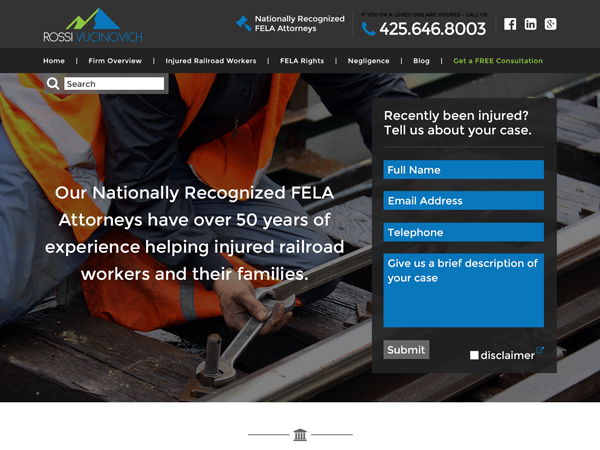 ROSSI VUCINOVICH
Nationally Recognized
FELA Attorneys
IF YOU OR A LOVED ONE ARE INJURED - CALL US
425.646.8003
Home | Firm Overview | Injured Railroad Workers | FELA Rights | Negligence | Blog | Get a FREE Consultation
Search
Our Nationally Recognized FELA
Attorneys have over 50 years of
experience helping injured railroad
workers and their families.
Recently been injured?
Tell us about your case.
Full Name
Email Address
Telephone
Give us a brief description of
your case
Submit
disclaimer